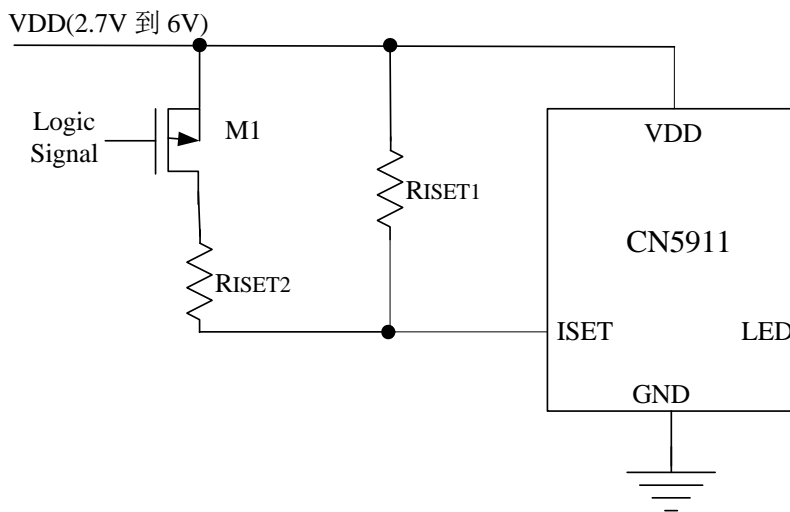 VDD(2.7V 到 6V)
Logic
Signal
M1
VDD
RISET1
CN5911
RISET2
ISET
LED
GND